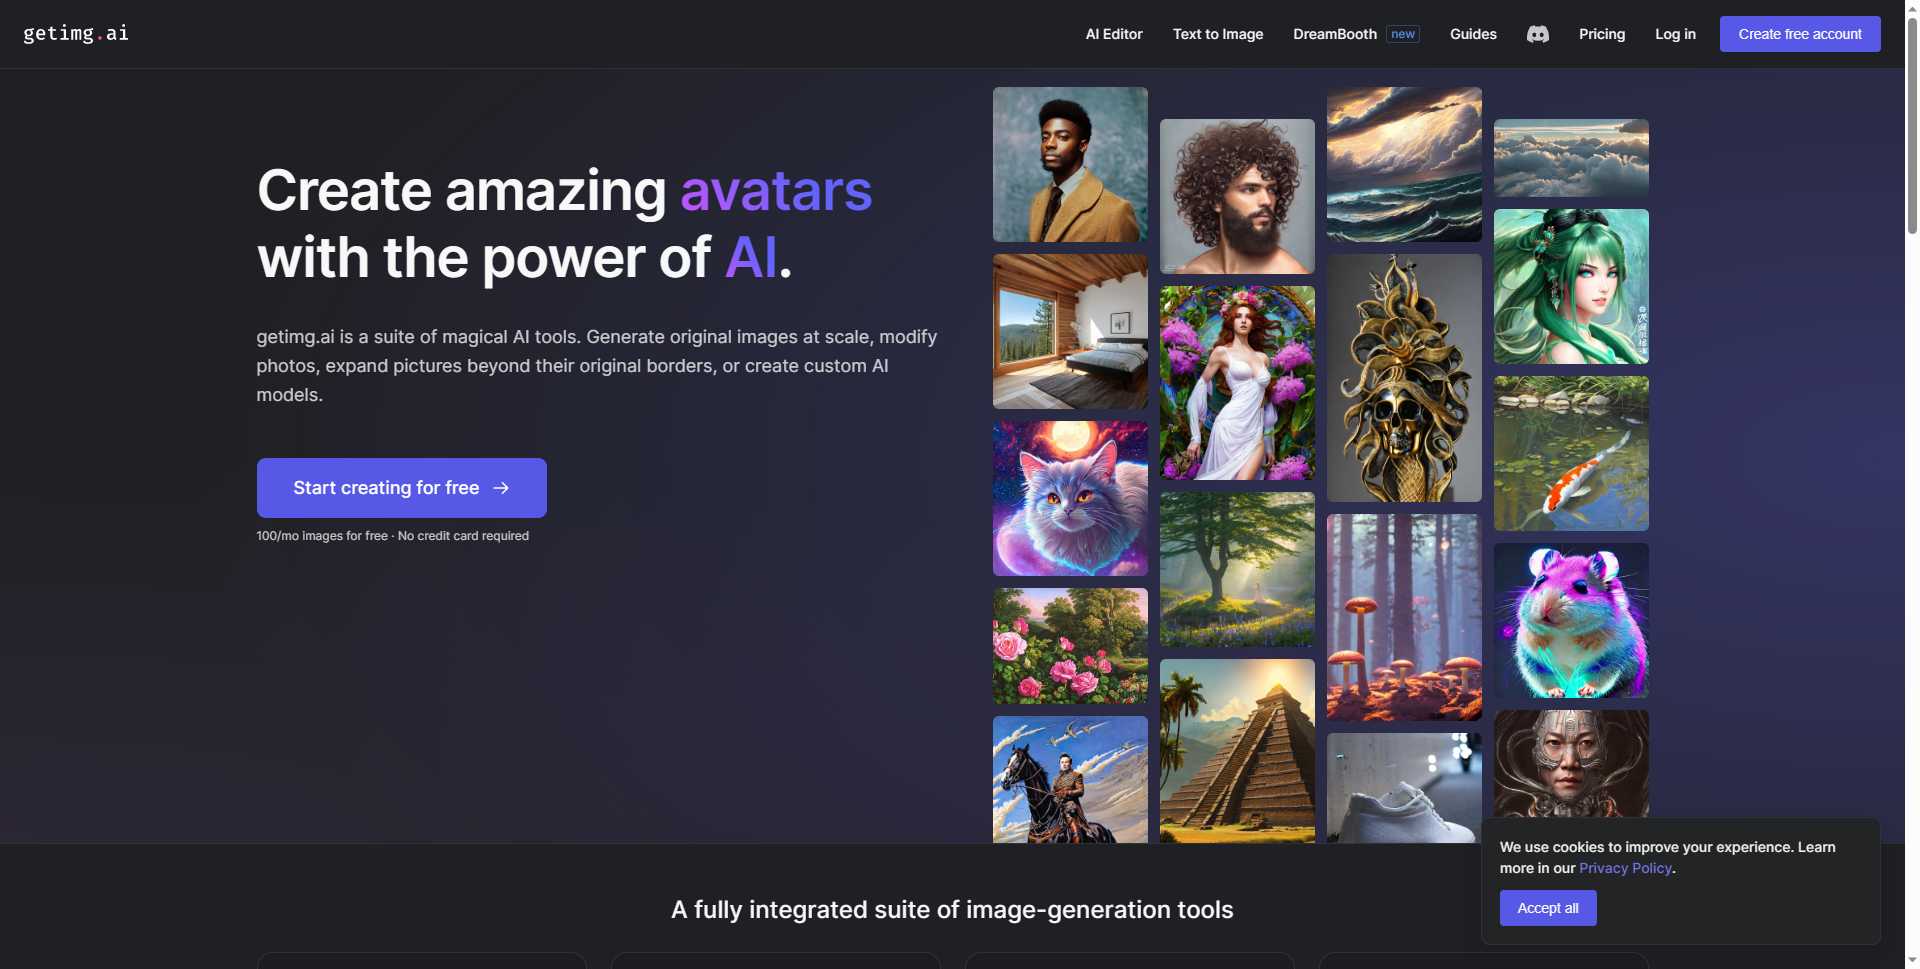 getimg.ai
AI Editor
Text to Image
DreamBooth new
Guides
Pricing
Log in
Create free account
Create amazing avatars
with the power of AI.
getimg.ai is a suite of magical AI tools. Generate original images at scale, modify
photos, expand pictures beyond their original borders, or create custom AI
models.
Start creating for free →
100/mo images for free · No credit card required
We use cookies to improve your experience. Learn
more in our Privacy Policy.
Accept all
A fully integrated suite of image-generation tools